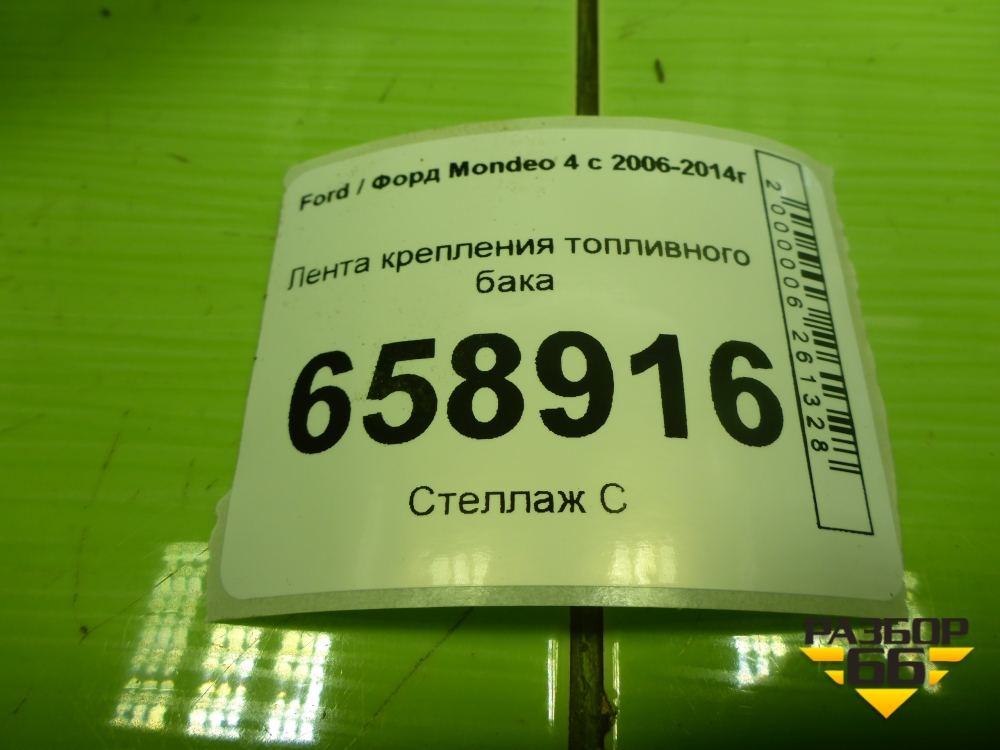 Ford / Форд Mondeo 4 с 2006-2014г
Лента крепления топливного
бака
658916
Стеллаж С
2000006261328
РАЗБОР
66